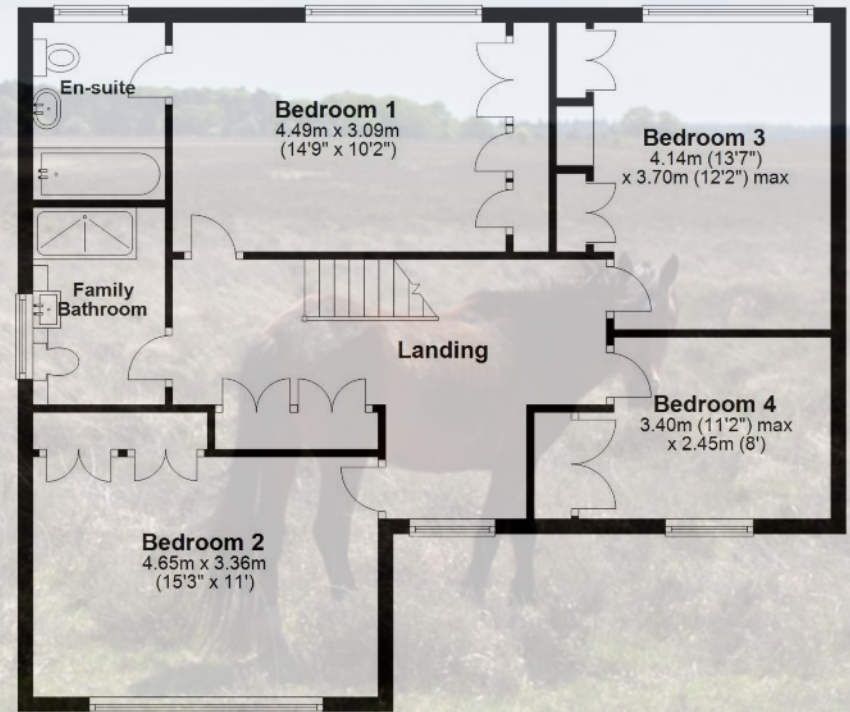 En-suite
Bedroom 1
4.49m x 3.09m
(14'9" x 10'2")
Bedroom 3
4.14m (13'7")
x 3.70m (12'2") max
Family
Bathroom
Landing
Bedroom 4
3.40m (11'2") max
x 2.45m (8')
Bedroom 2
4.65m x 3.36m
(15'3" x 11')